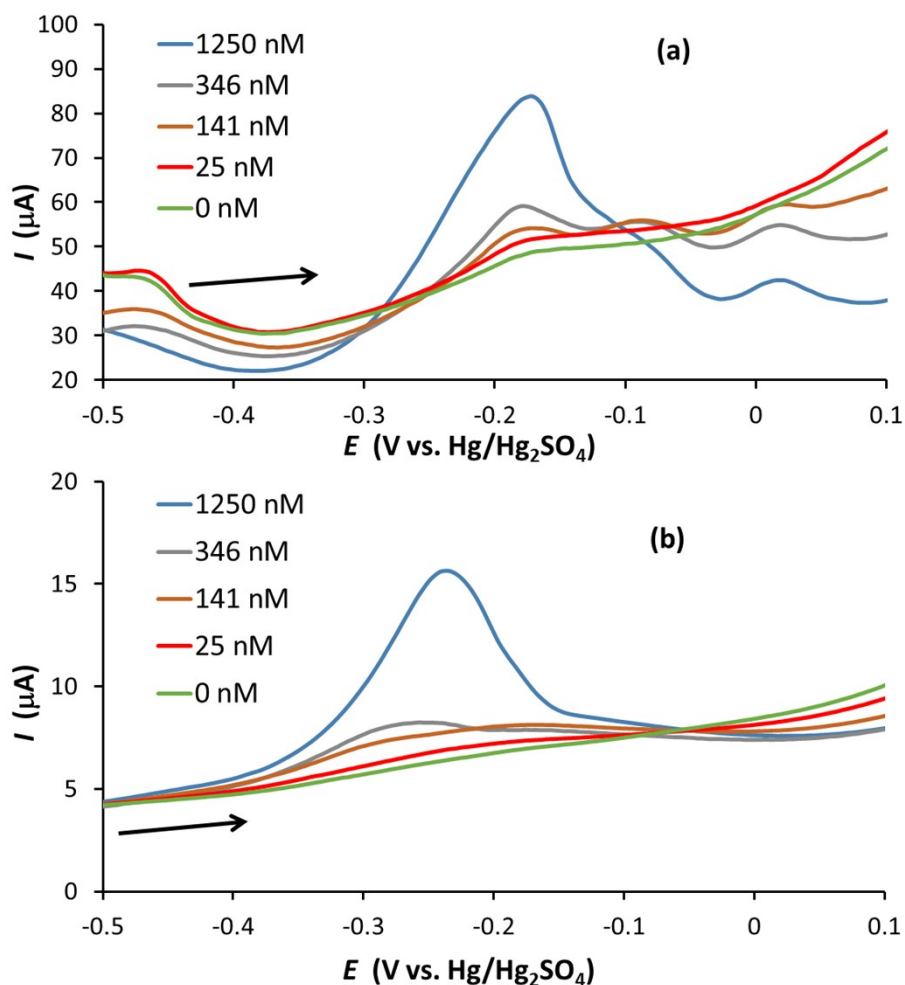 100
90
80
70
60
50
40
30
20
I (μA)
1250 nM
346 nM
141 nM
25 nM
0 nM
(a)
-0.5 -0.4 -0.3 -0.2 -0.1 0 0.1
E (V vs. Hg/Hg₂SO₄)
20
15
10
5
0
I (μA)
1250 nM
346 nM
141 nM
25 nM
0 nM
(b)
-0.5 -0.4 -0.3 -0.2 -0.1 0 0.1
E (V vs. Hg/Hg₂SO₄)